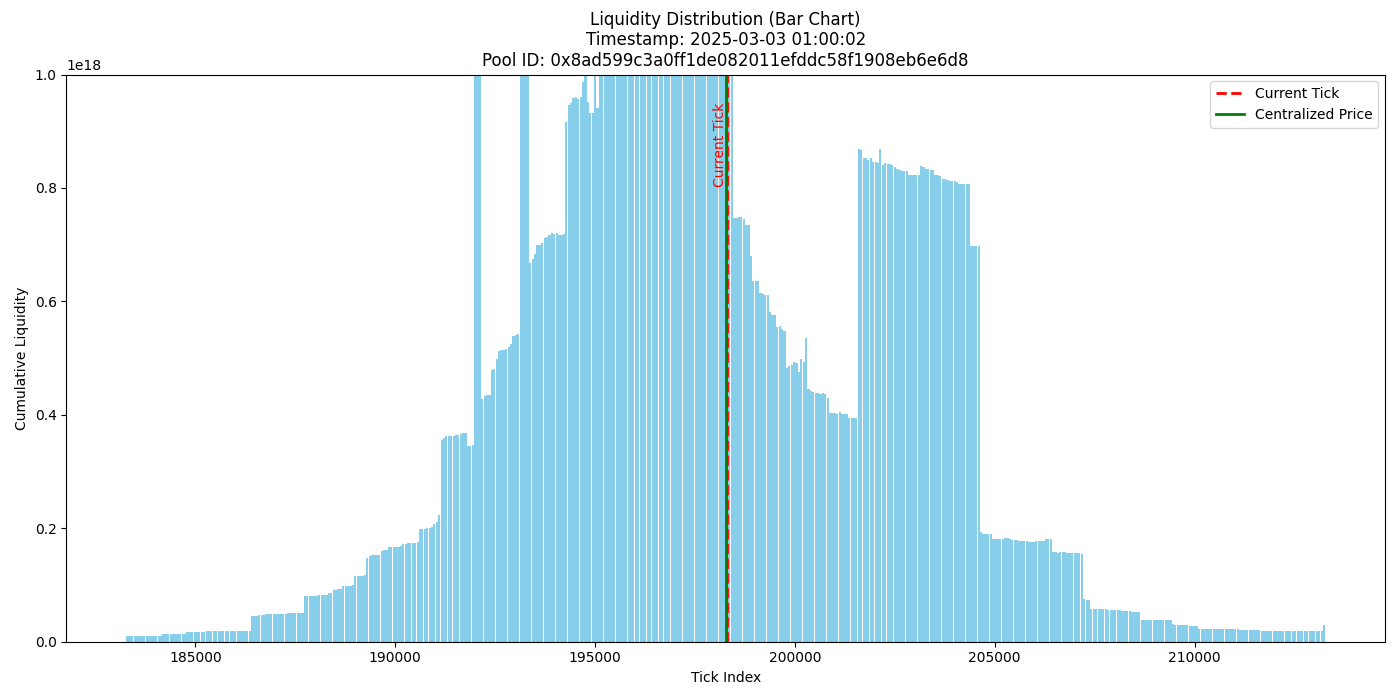 Liquidity Distribution (Bar Chart)
Timestamp: 2025-03-03 01:00:02
Pool ID: 0x8ad599c3a0ff1de082011efddc58f1908eb6e6d8
1e18
1.0
0.8
0.6
0.4
0.2
0.0
Cumulative Liquidity
Current Tick
Current Tick
Centralized Price
185000
190000
195000
200000
205000
210000
Tick Index